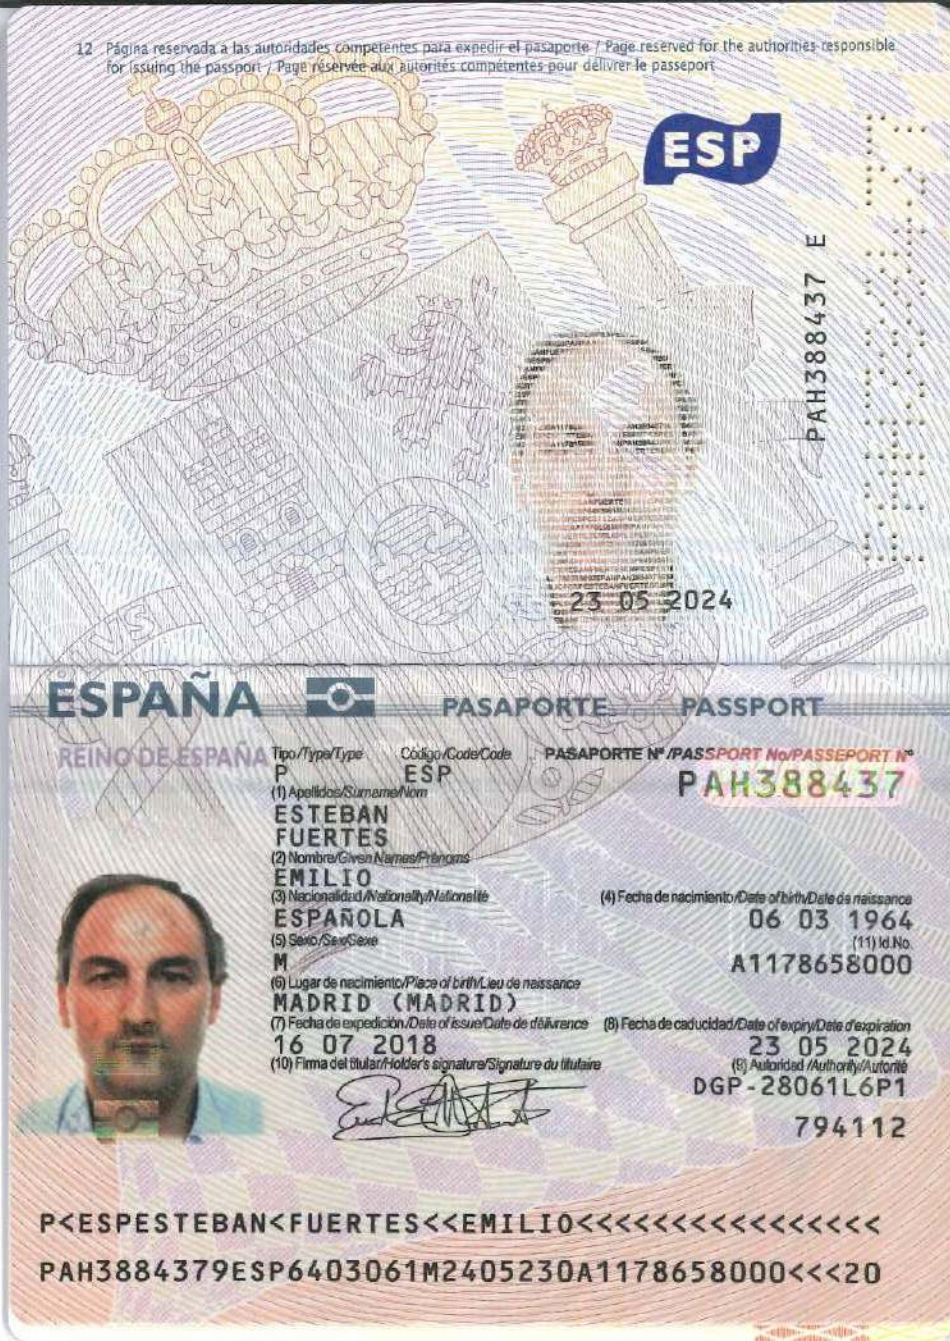 12 Página reservada a las autoridades competentes para expedir el pasaporte / Page reserved for the authorities responsible
for issuing the passport / Page réservée aux autorités compétentes pour délivrer le passeport
ESP
PAH388437 E
23 05 2024
ESPAÑA PASAPORTE PASSPORT
REINO DE ESPAÑA
Tipo/Type/Type Código/Code/Code PASAPORTE Nº/PASSPORT No/PASSEPORT Nº
P ESP PAH388437
(1) Apellidos/Surname/Nom
ESTEBAN
FUERTES
(2) Nombre/Given Names/Prénoms
EMILIO
(3) Nacionalidad/Nationality/Nationalité (4) Fecha de nacimiento/Date of birth/Date de naissance
ESPAÑOLA 06 03 1964
(5) Sexo/Sex/Sexe (11) Id.No.
M A1178658000
(6) Lugar de nacimiento/Place of birth/Lieu de naissance
MADRID (MADRID)
(7) Fecha de expedición/Date of issue/Date de délivrance (8) Fecha de caducidad/Date of expiry/Date d'expiration
16 07 2018 23 05 2024
(10) Firma del titular/Holder's signature/Signature du titulaire (9) Autoridad/Authority/Autorité
DGP-28061L6P1
794112
P<ESPESTEBAN<FUERTES<<EMILIO<<<<<<<<<<<<<<<<
PAH3884379ESP6403061M2405230A1178658000<<<20